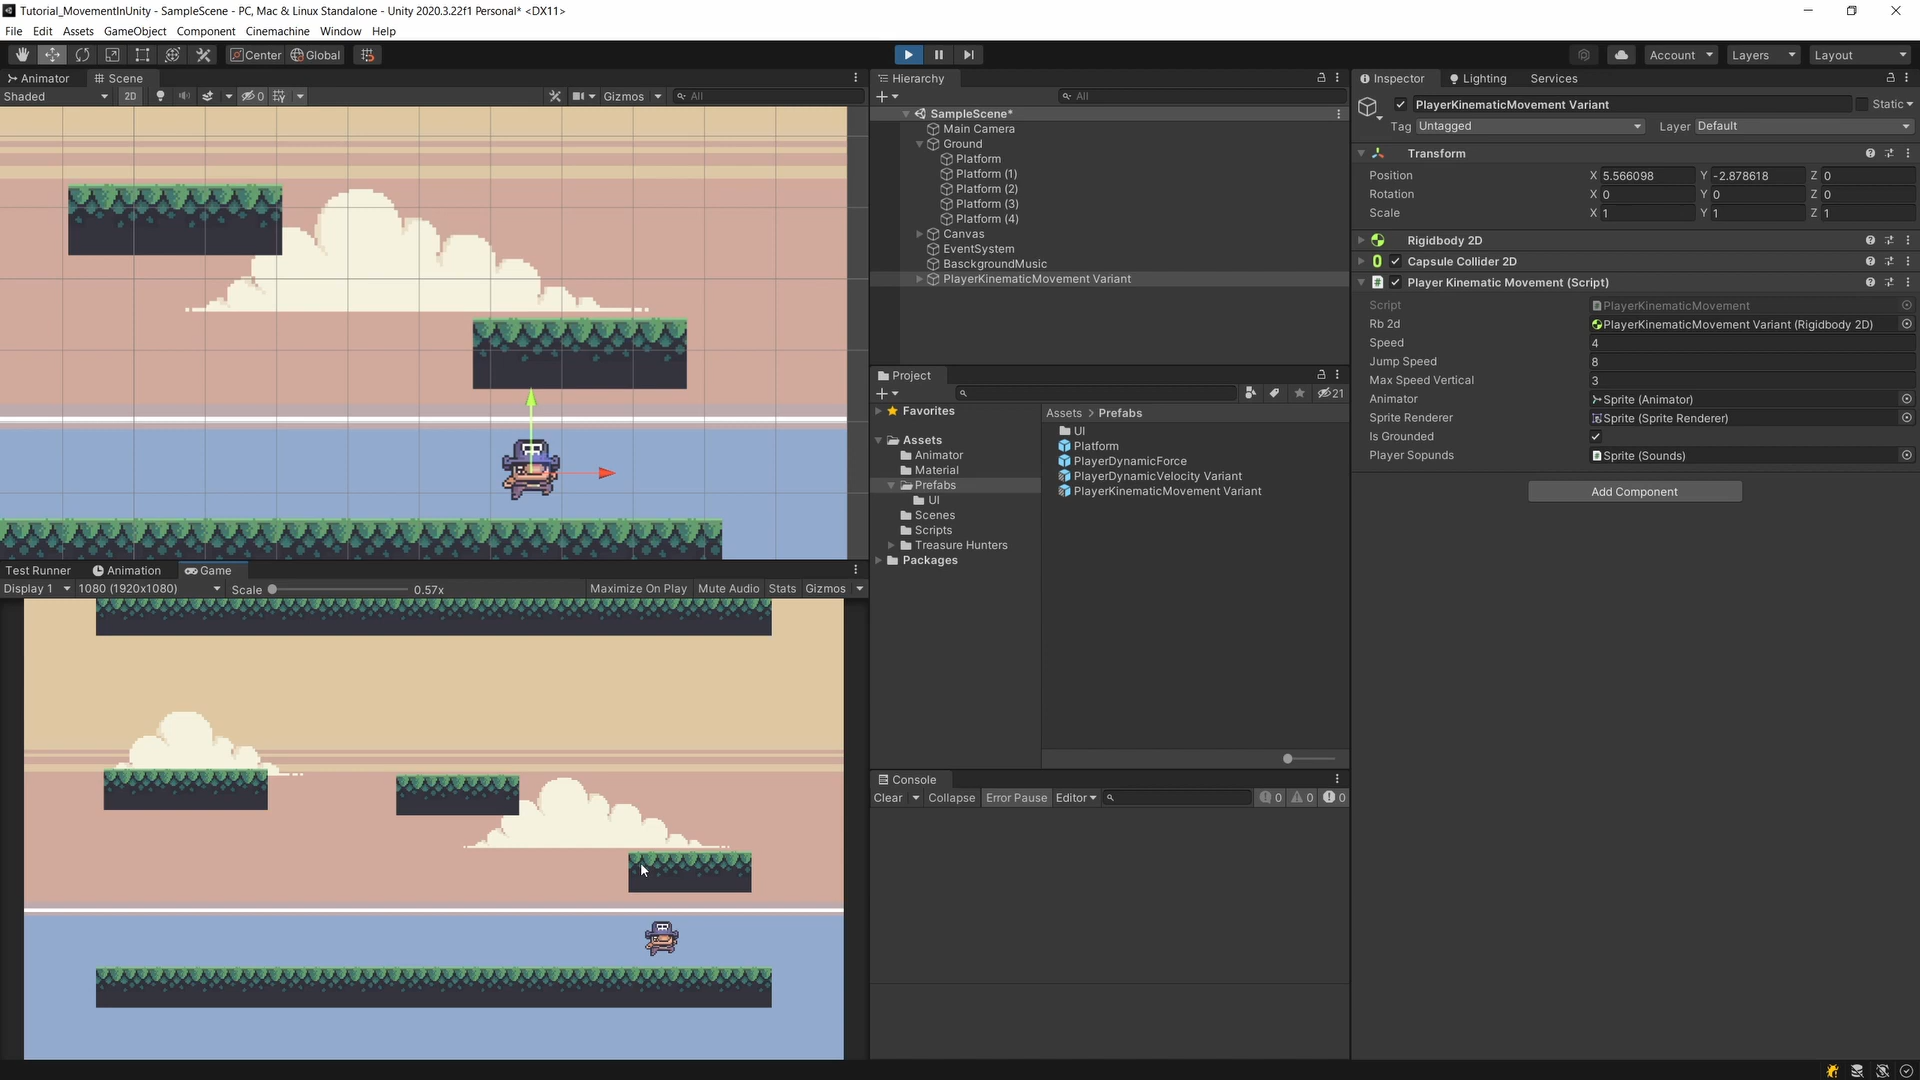 Tutorial_MovementInUnity - SampleScene - PC, Mac & Linux Standalone - Unity 2020.3.22f1 Personal* <DX11>
File Edit Assets GameObject Component Cinemachine Window Help
Center Global Account Layers Layout
Animator Scene
Shaded 2D 0 Gizmos All
Hierarchy
All
SampleScene*
Main Camera
Ground
Platform
Platform (1)
Platform (2)
Platform (3)
Platform (4)
Canvas
EventSystem
BasckgroundMusic
PlayerKinematicMovement Variant
Project
21
Favorites
Assets
Animator
Material
Prefabs
UI
Scenes
Scripts
Treasure Hunters
Packages
Assets > Prefabs
UI
Platform
PlayerDynamicForce
PlayerDynamicVelocity Variant
PlayerKinematicMovement Variant
Console
Clear Collapse Error Pause Editor 0 0 0
Inspector Lighting Services
PlayerKinematicMovement Variant Static
Tag Untagged Layer Default
Transform
Position X 5.566098 Y -2.878618 Z 0
Rotation X 0 Y 0 Z 0
Scale X 1 Y 1 Z 1
Rigidbody 2D
Capsule Collider 2D
Player Kinematic Movement (Script)
Script PlayerKinematicMovement
Rb 2d PlayerKinematicMovement Variant (Rigidbody 2D)
Speed 4
Jump Speed 8
Max Speed Vertical 3
Animator Sprite (Animator)
Sprite Renderer Sprite (Sprite Renderer)
Is Grounded
Player Sopunds Sprite (Sounds)
Add Component
Test Runner Animation Game
Display 1 1080 (1920x1080) Scale 0.57x Maximize On Play Mute Audio Stats Gizmos